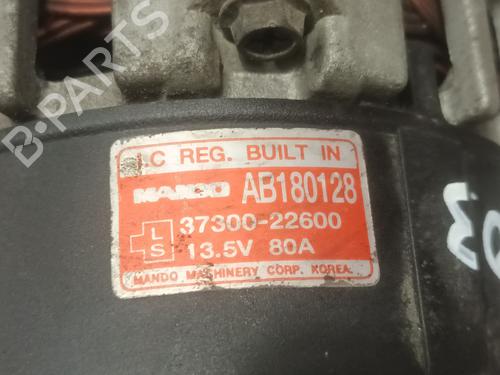 B-PARTS
I.C REG. BUILT IN
MANDO AB180128
L 37300-22600
S 13.5V 80A
MANDO MACHINERY CORP. KOREA.